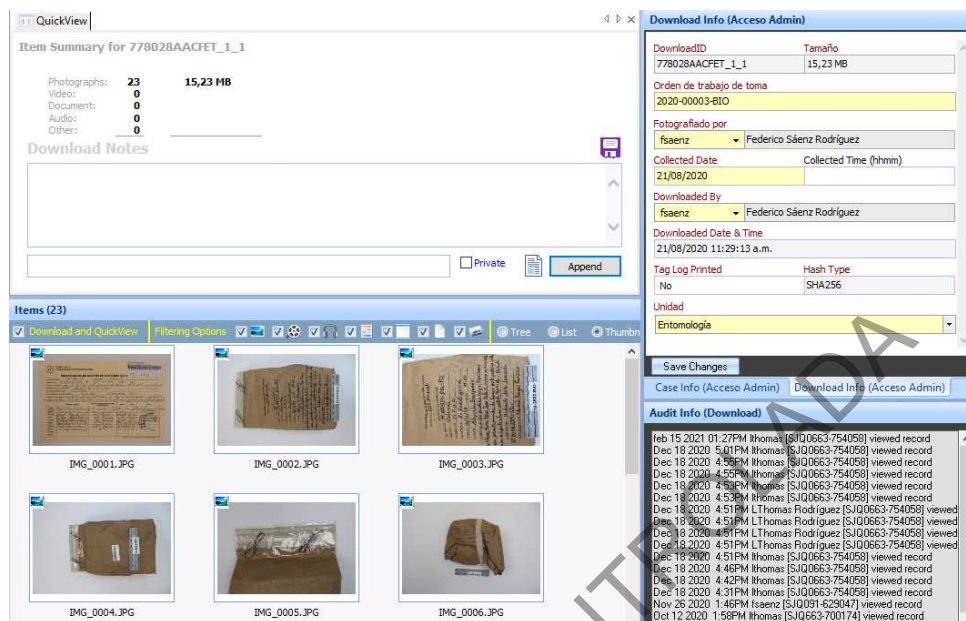 QuickView
Item Summary for 778028AACFET_1_1
Photographs: 23 15,23 MB
Video: 0
Document: 0
Audio: 0
Other: 0
Download Notes
Private
Append
Items (23)
Download and QuickView Filtering Options Tree List Thumbn
IMG_0001.JPG IMG_0002.JPG IMG_0003.JPG
IMG_0004.JPG IMG_0005.JPG IMG_0006.JPG
Download Info (Acceso Admin)
DownloadID Tamaño
778028AACFET_1_1 15,23 MB
Orden de trabajo de toma
2020-00003-BIO
Fotografiado por
fsaenz Federico Sáenz Rodríguez
Collected Date Collected Time (hhmm)
21/08/2020
Downloaded By
fsaenz Federico Sáenz Rodríguez
Downloaded Date & Time
21/08/2020 11:29:13 a.m.
Tag Log Printed Hash Type
No SHA256
Unidad
Entomología
Save Changes
Case Info (Acceso Admin) Download Info (Acceso Admin)
Audit Info (Download)
feb 15 2021 01:27PM lthomas [SJQ0663-754058] viewed record
Dec 18 2020 5:01PM lthomas [SJQ0663-754058] viewed record
Dec 18 2020 4:55PM lthomas [SJQ0663-754058] viewed record
Dec 18 2020 4:55PM lthomas [SJQ0663-754058] viewed record
Dec 18 2020 4:53PM lthomas [SJQ0663-754058] viewed record
Dec 18 2020 4:53PM lthomas [SJQ0663-754058] viewed record
Dec 18 2020 4:51PM LThomas Rodríguez [SJQ0663-754058] viewed
Dec 18 2020 4:51PM LThomas Rodríguez [SJQ0663-754058] viewed
Dec 18 2020 4:51PM LThomas Rodríguez [SJQ0663-754058] viewed
Dec 18 2020 4:51PM LThomas Rodríguez [SJQ0663-754058] viewed
Dec 18 2020 4:51PM lthomas [SJQ0663-754058] viewed record
Dec 18 2020 4:46PM lthomas [SJQ0663-754058] viewed record
Dec 18 2020 4:42PM lthomas [SJQ0663-754058] viewed record
Dec 18 2020 4:31PM lthomas [SJQ0663-754058] viewed record
Nov 26 2020 1:46PM fsaenz [SJQ091-629047] viewed record
Oct 12 2020 1:58PM lthomas [SJQ663-700174] viewed record
NTROLADA